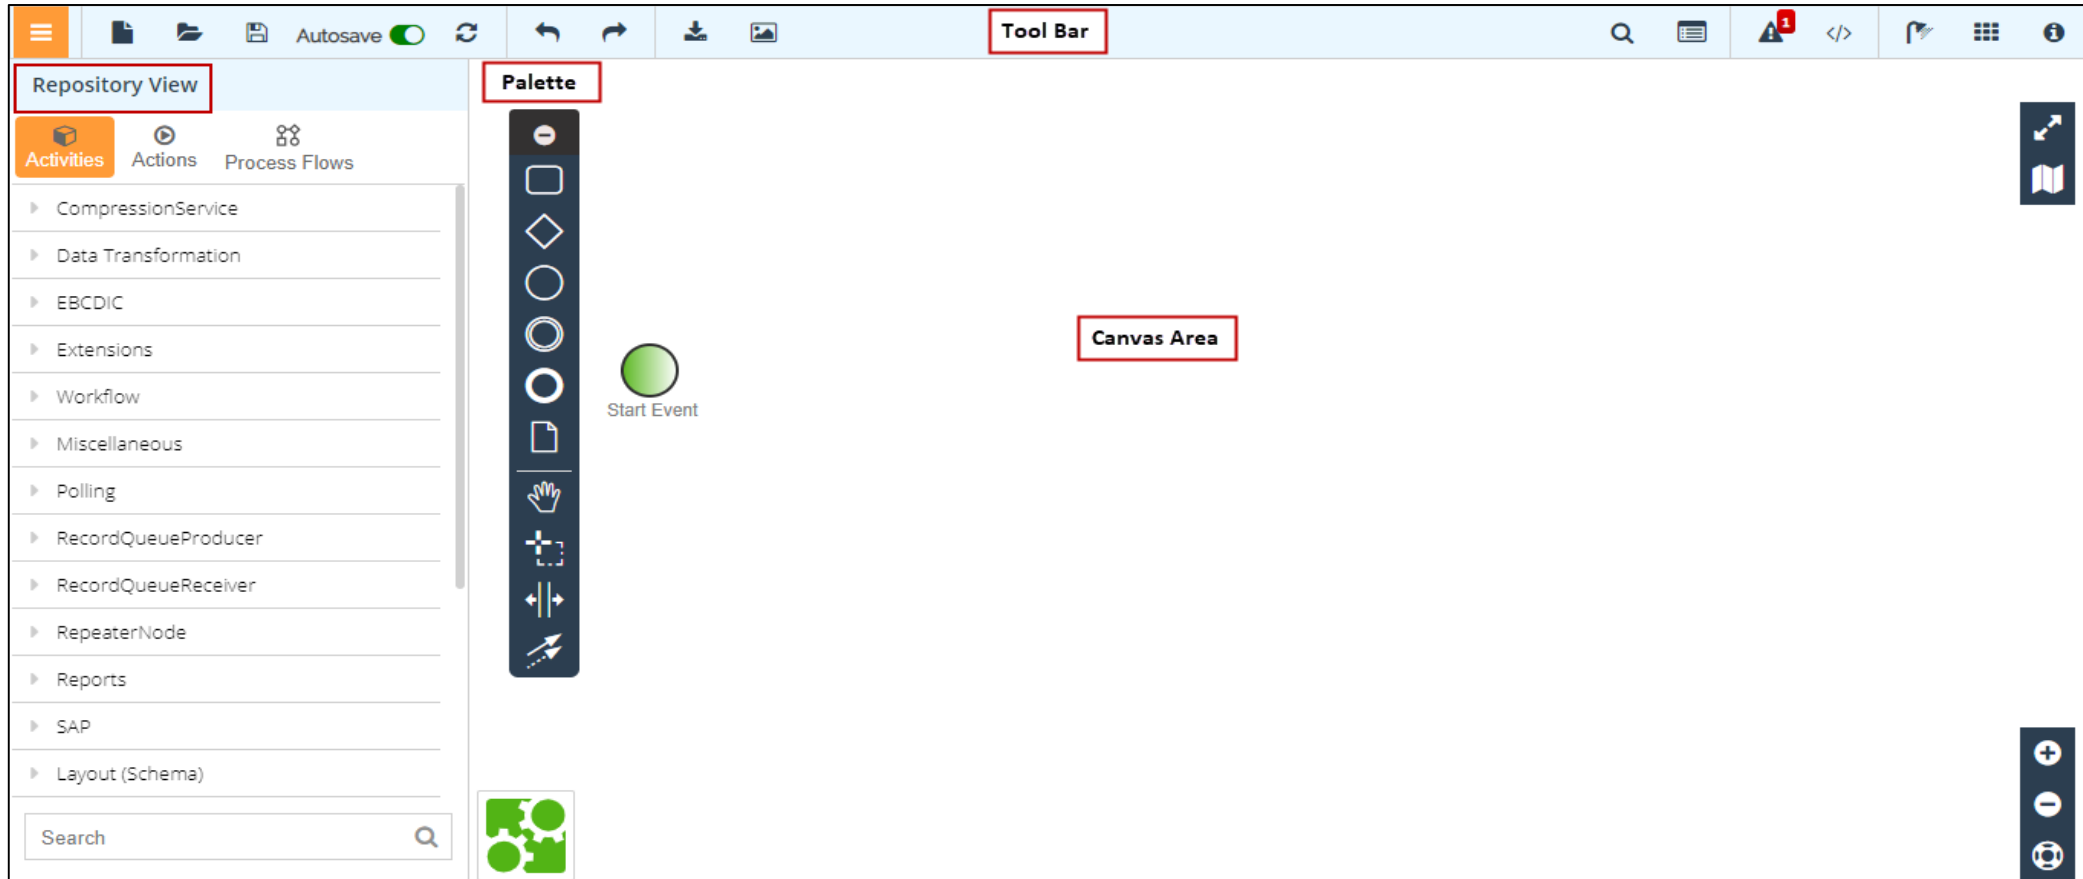 Autosave
Tool Bar
1
</>
Repository View
Palette
Activities
Actions
Process Flows
CompressionService
Data Transformation
EBCDIC
Extensions
Workflow
Miscellaneous
Polling
RecordQueueProducer
RecordQueueReceiver
RepeaterNode
Reports
SAP
Layout (Schema)
Search
Start Event
Canvas Area